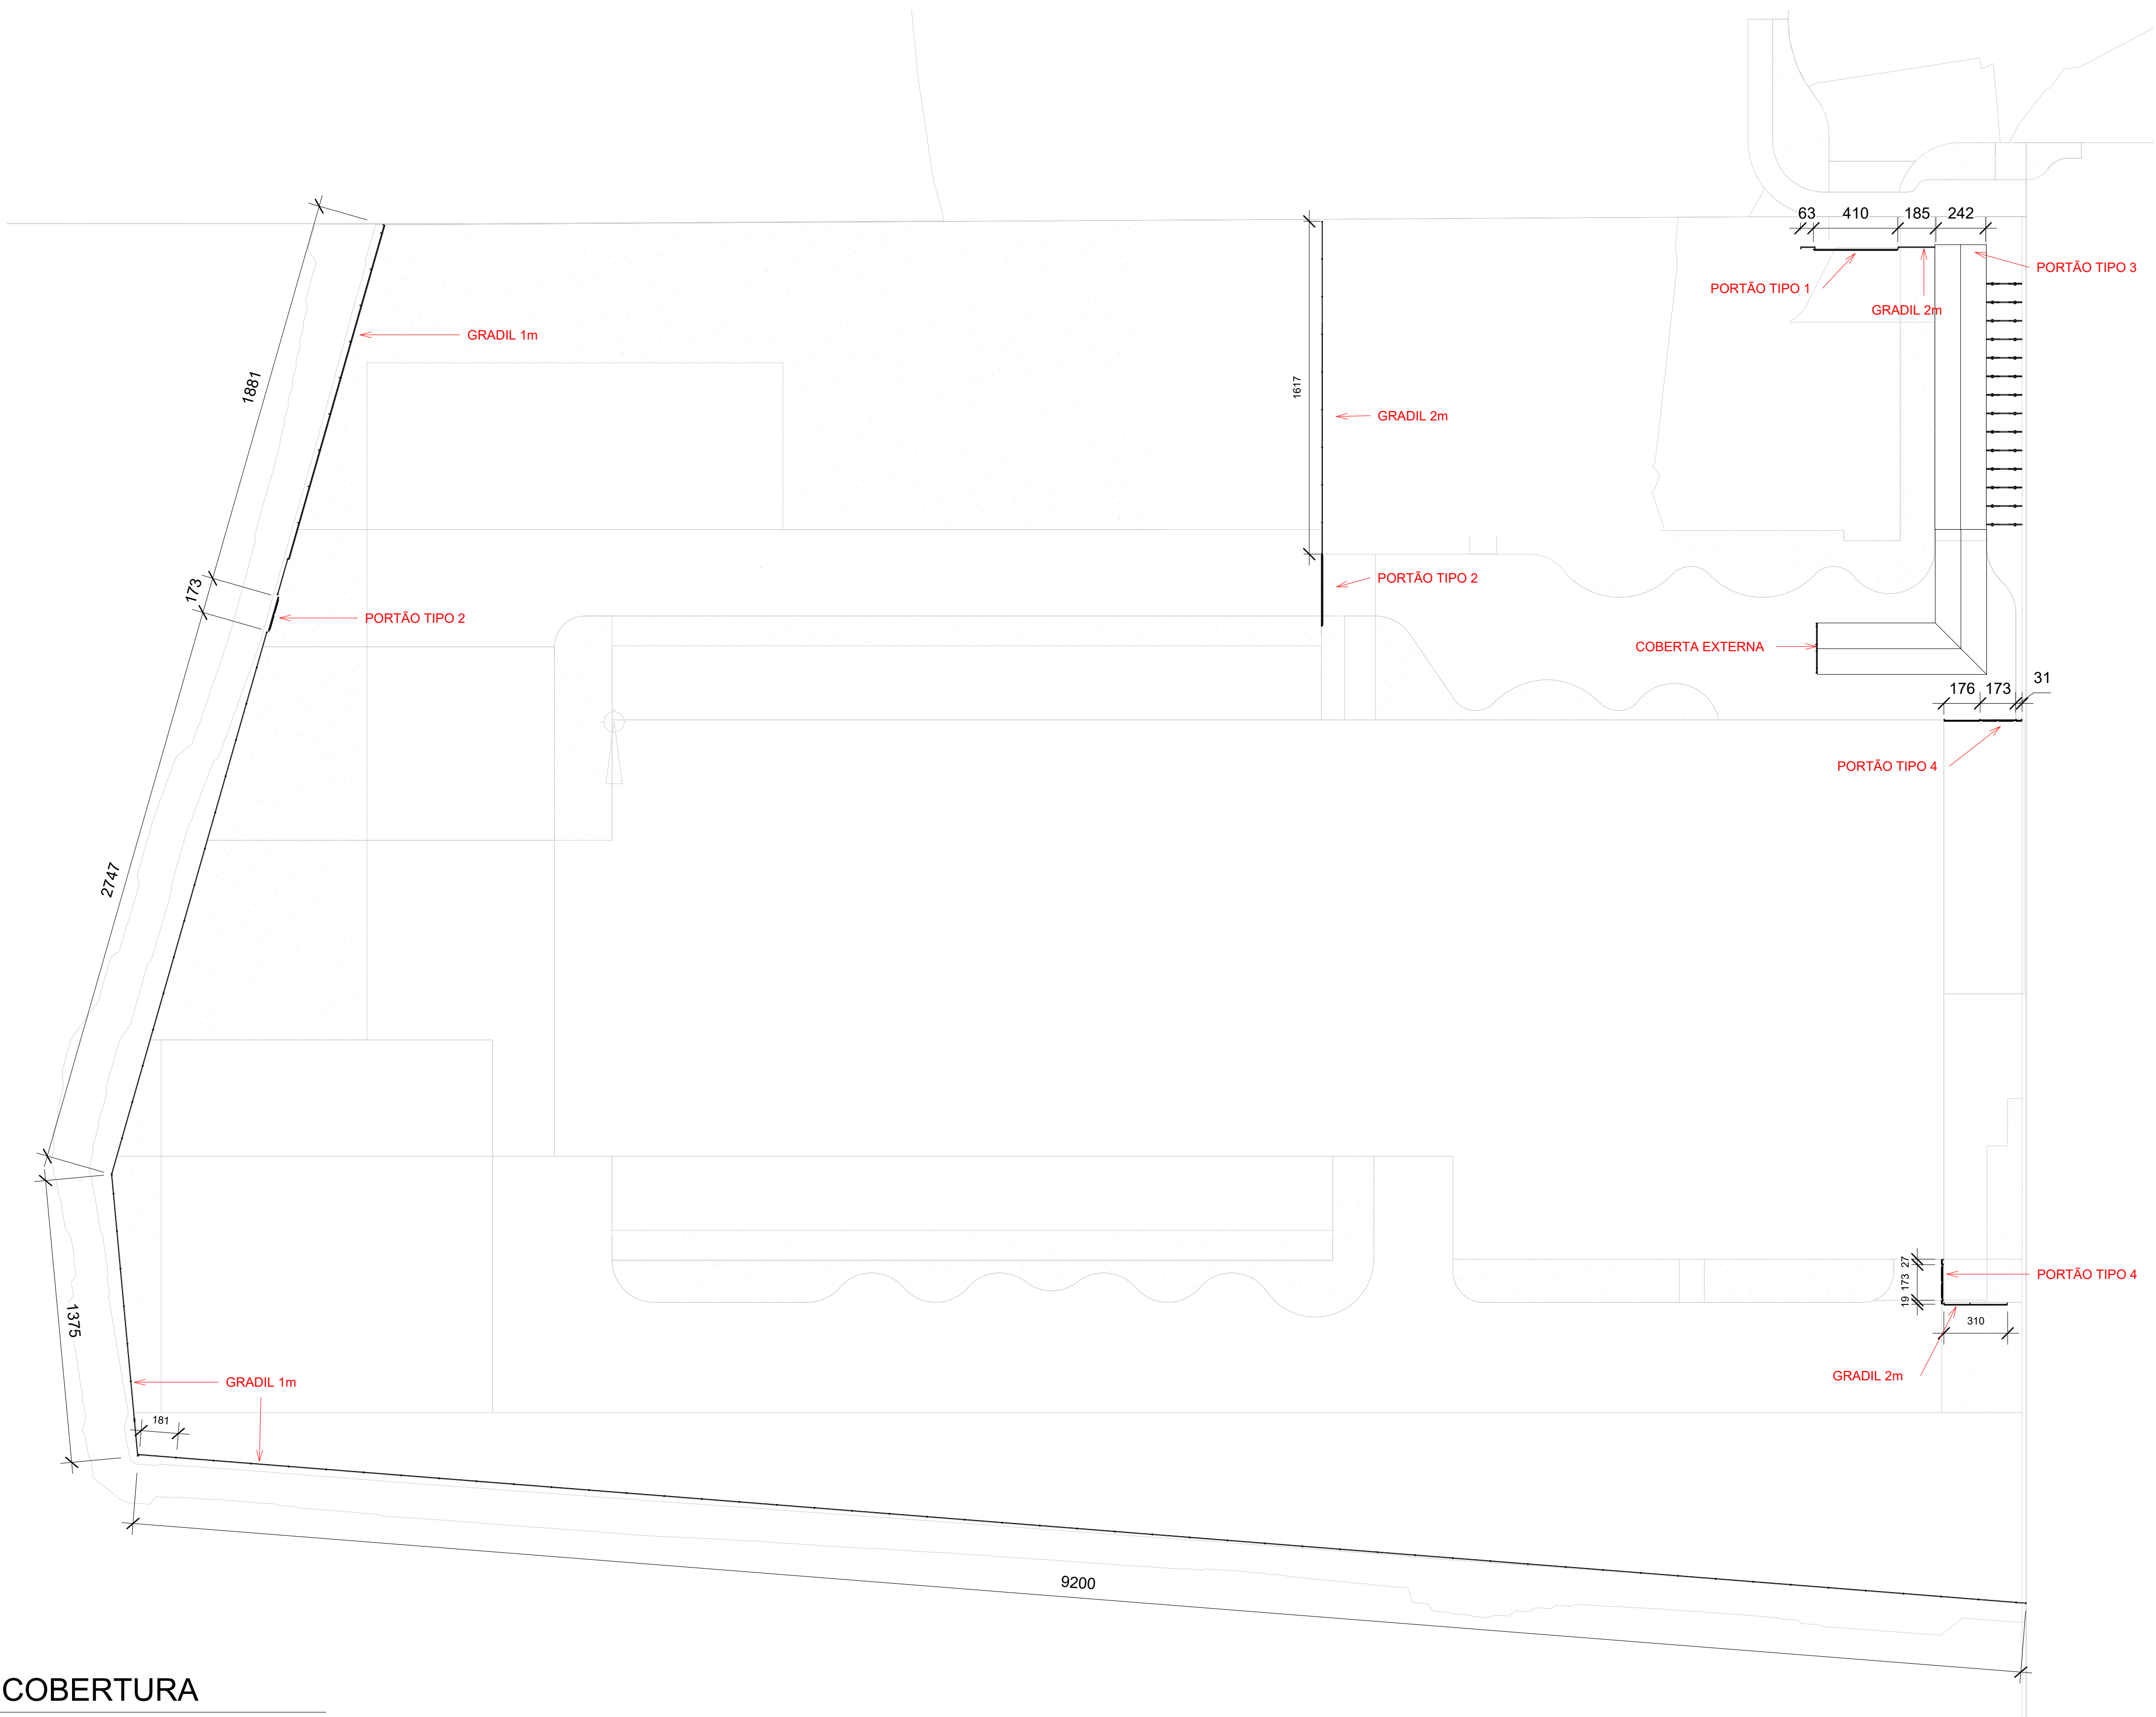 63 410 185 242
PORTÃO TIPO 3
PORTÃO TIPO 1
GRADIL 2m
GRADIL 1m
1881
1617
GRADIL 2m
173
PORTÃO TIPO 2
PORTÃO TIPO 2
COBERTA EXTERNA
31
176 173
PORTÃO TIPO 4
2747
27
173
19
PORTÃO TIPO 4
310
GRADIL 2m
1375
GRADIL 1m
181
9200
COBERTURA